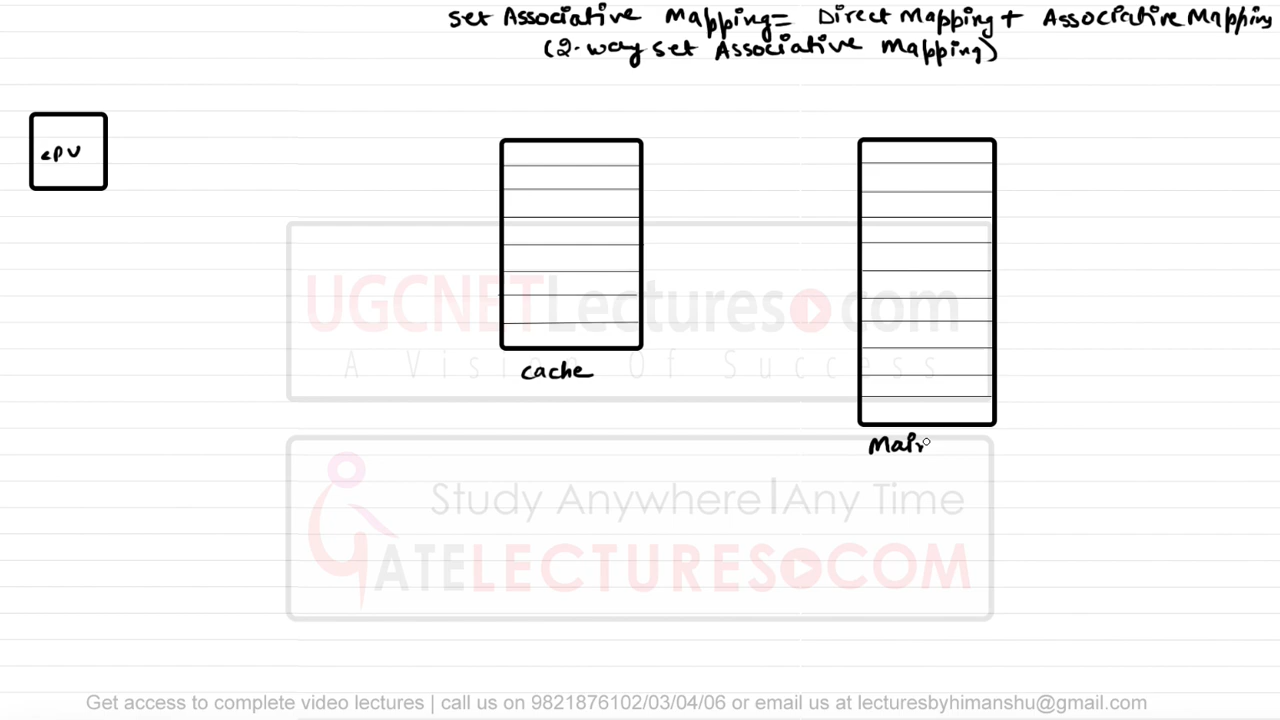 set Associative Mapping= Direct Mapping + Associative Mapping
(2-way set Associative Mapping)
CPU
UGCNETLectures.com
A Vision Of Success
cache
Main
Study Anywhere|Any Time
GATELECTURES.COM
Get access to complete video lectures | call us on 9821876102/03/04/06 or email us at lecturesbyhimanshu@gmail.com